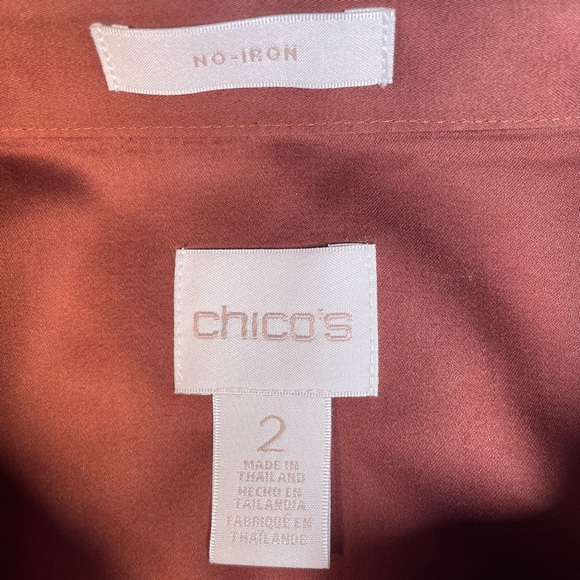 NO-IRON
chico's
2
MADE IN
THAILAND
HECHO EN
TAILANDIA
FABRIQUÉ EN
THAÏLANDE